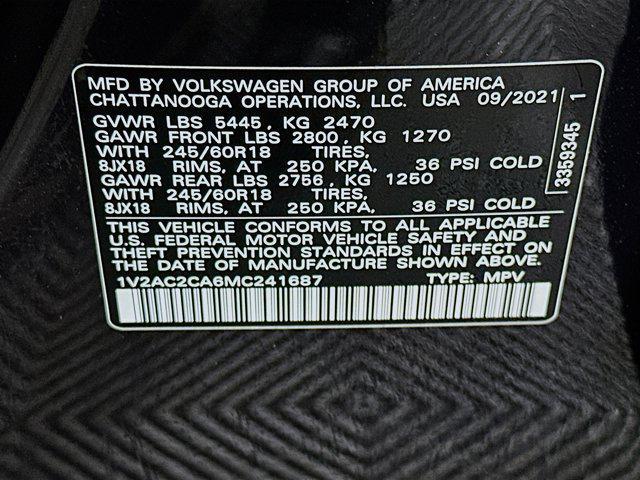 MFD BY VOLKSWAGEN GROUP OF AMERICA
CHATTANOOGA OPERATIONS, LLC. USA 09/2021
GVWR LBS 5445, KG 2470
GAWR FRONT LBS 2800, KG 1270
WITH 245/60R18 TIRES,
8JX18 RIMS, AT 250 KPA, 36 PSI COLD
GAWR REAR LBS 2756, KG 1250
WITH 245/60R18 TIRES,
8JX18 RIMS, AT 250 KPA, 36 PSI COLD
THIS VEHICLE CONFORMS TO ALL APPLICABLE
U.S. FEDERAL MOTOR VEHICLE SAFETY AND
THEFT PREVENTION STANDARDS IN EFFECT ON
THE DATE OF MANUFACTURE SHOWN ABOVE.
1V2AC2CA6MC241687 TYPE: MPV
3359345 1